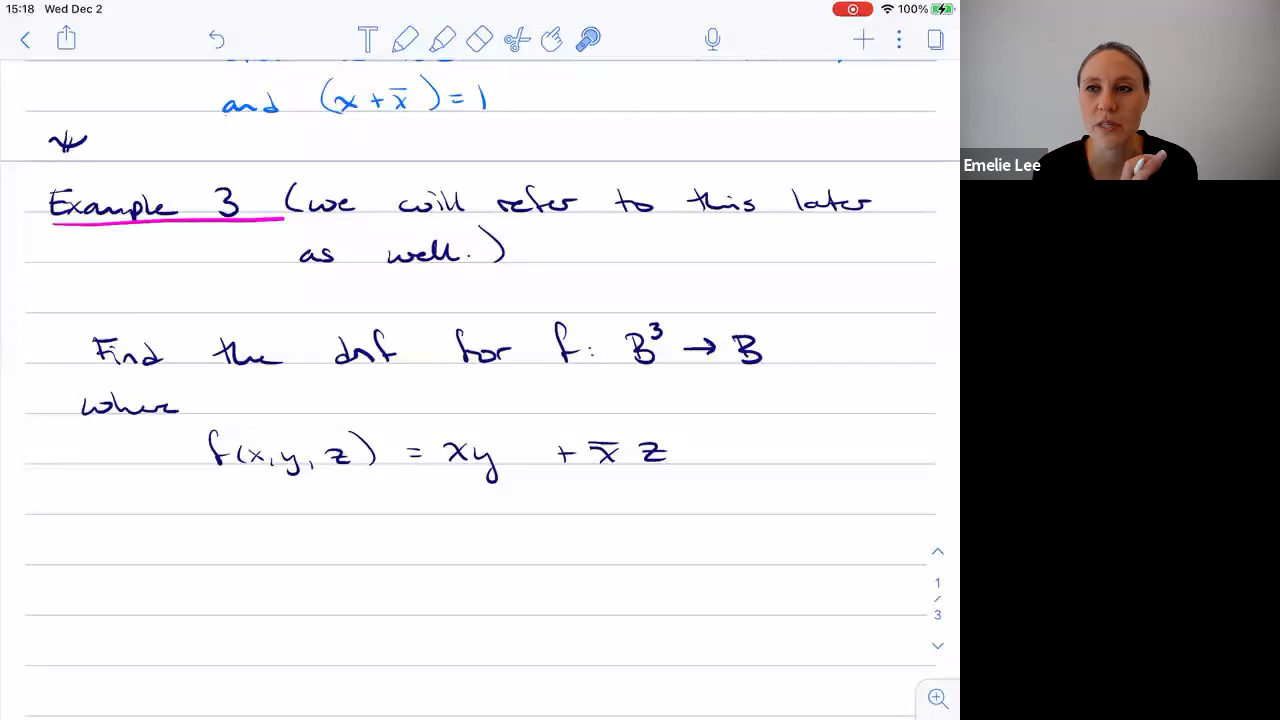 15:18 Wed Dec 2
100%
and (x + x̄) = 1
Example 3 (we will refer to this later
as well.)
Find the dnf for f: B³ → B
where
f(x, y, z) = xy + x̄ z
1
/
3
Emelie Lee